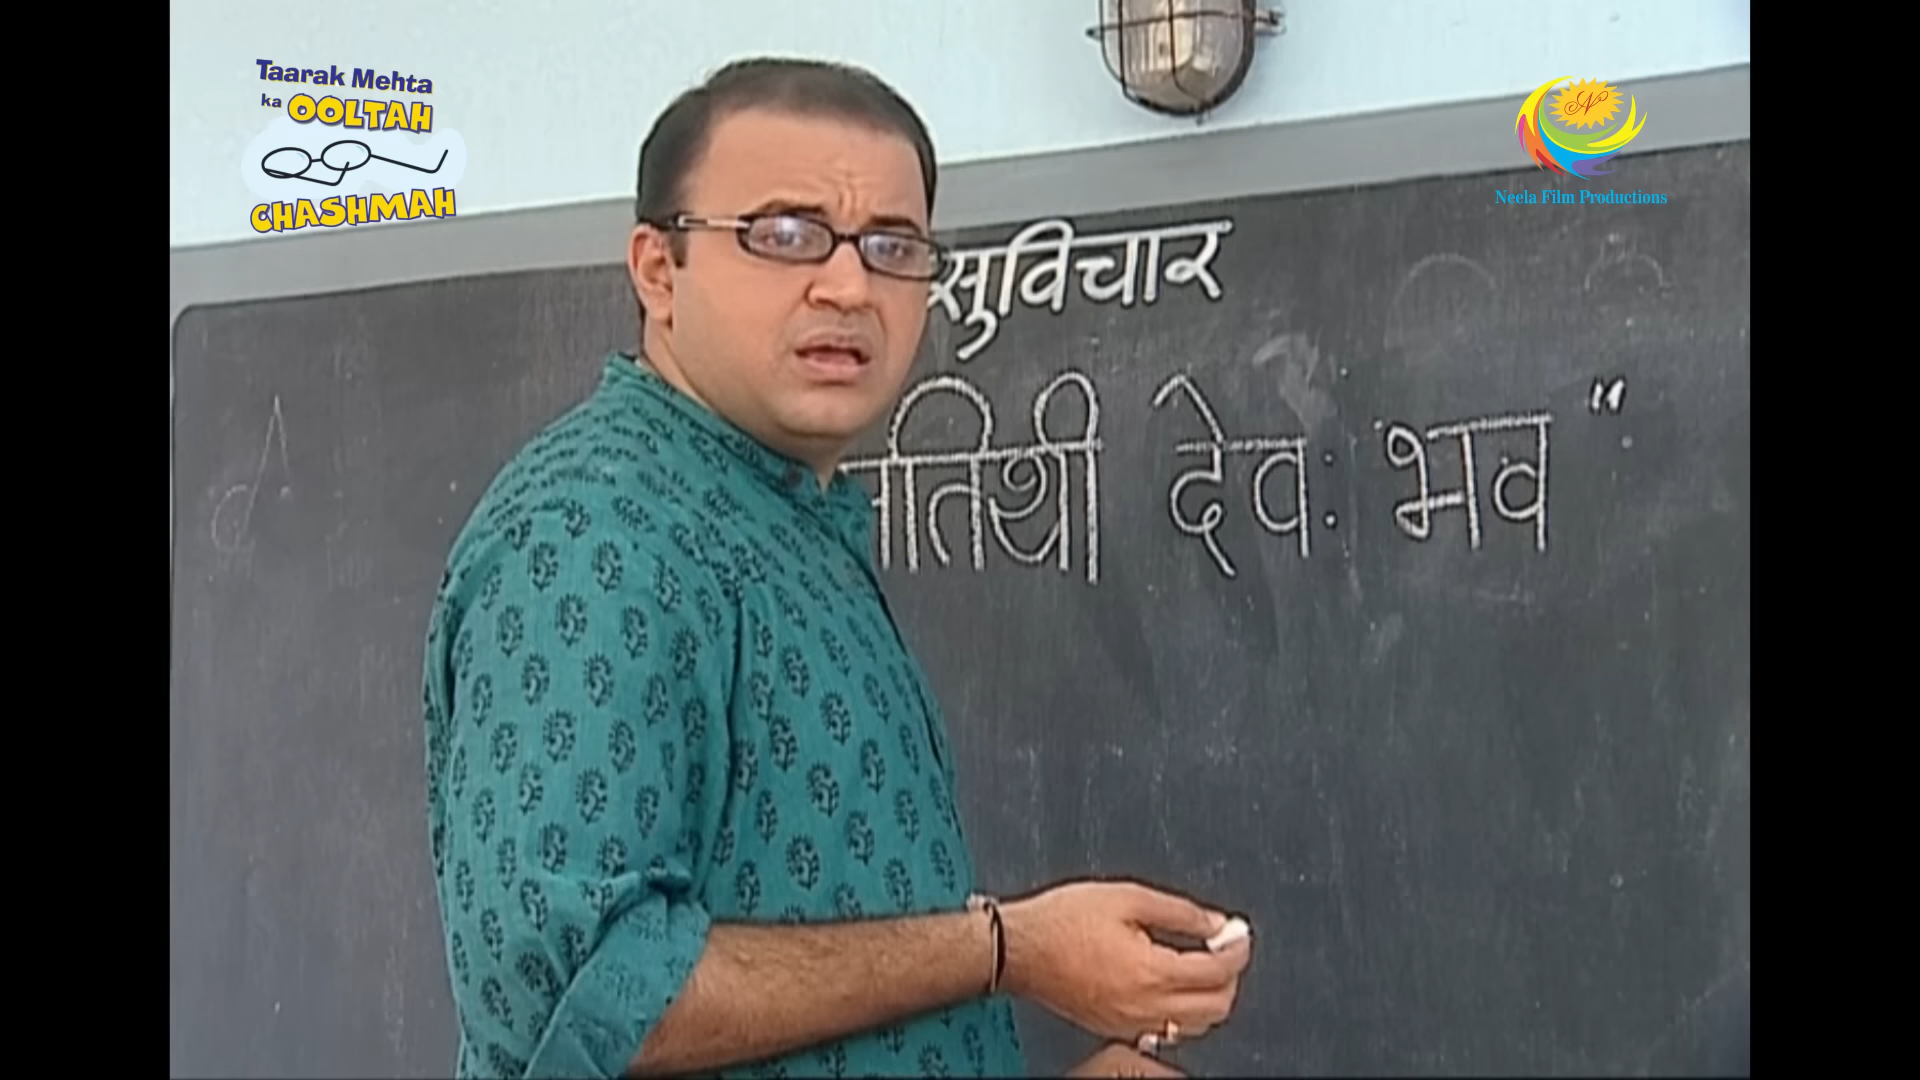 Taarak Mehta
ka OOLTAH
CHASHMAH
Neela Film Productions
सुविचार
तिथी देवः भव "